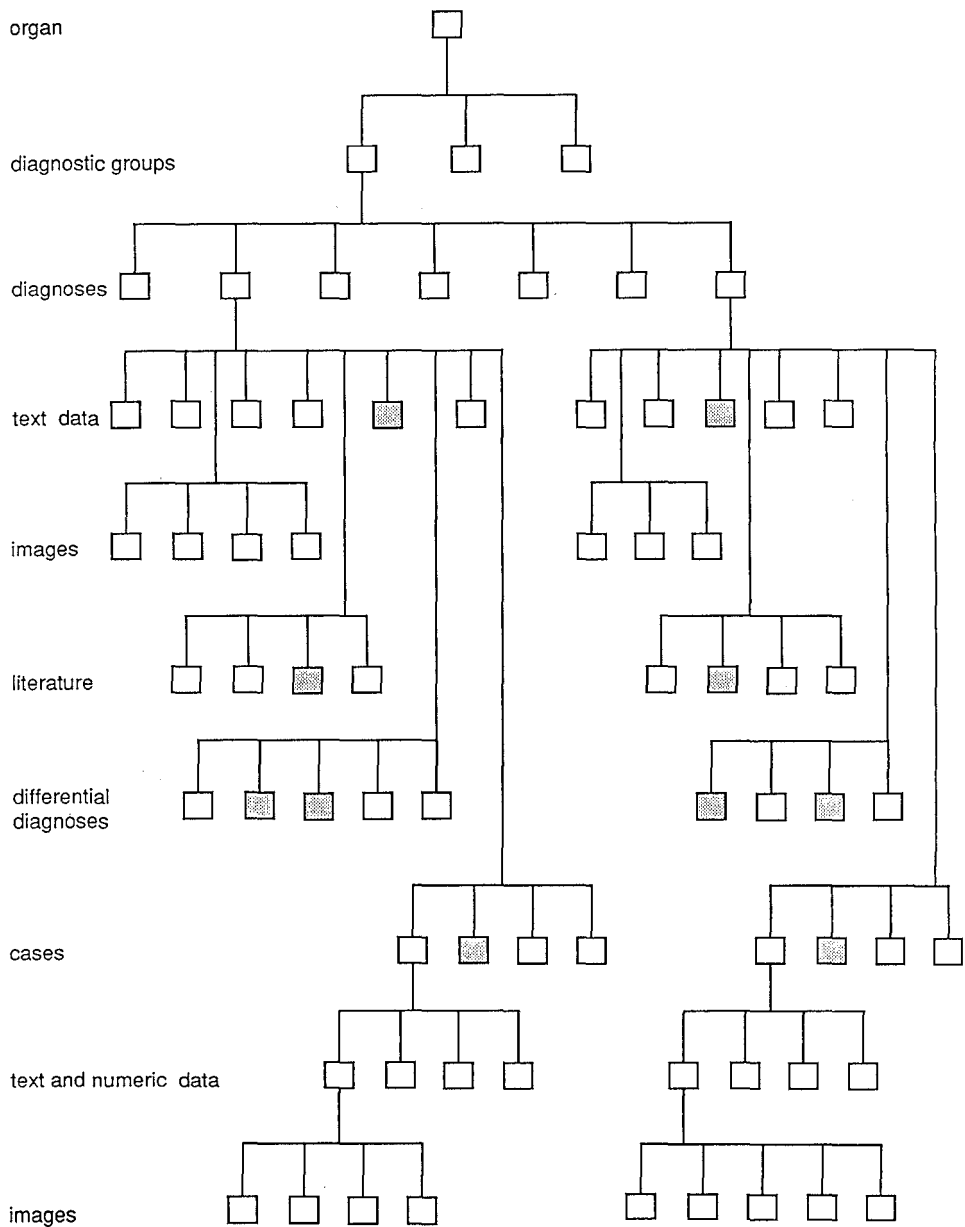 organ
diagnostic groups
diagnoses
text data
images
literature
differential
diagnoses
cases
text and numeric data
images